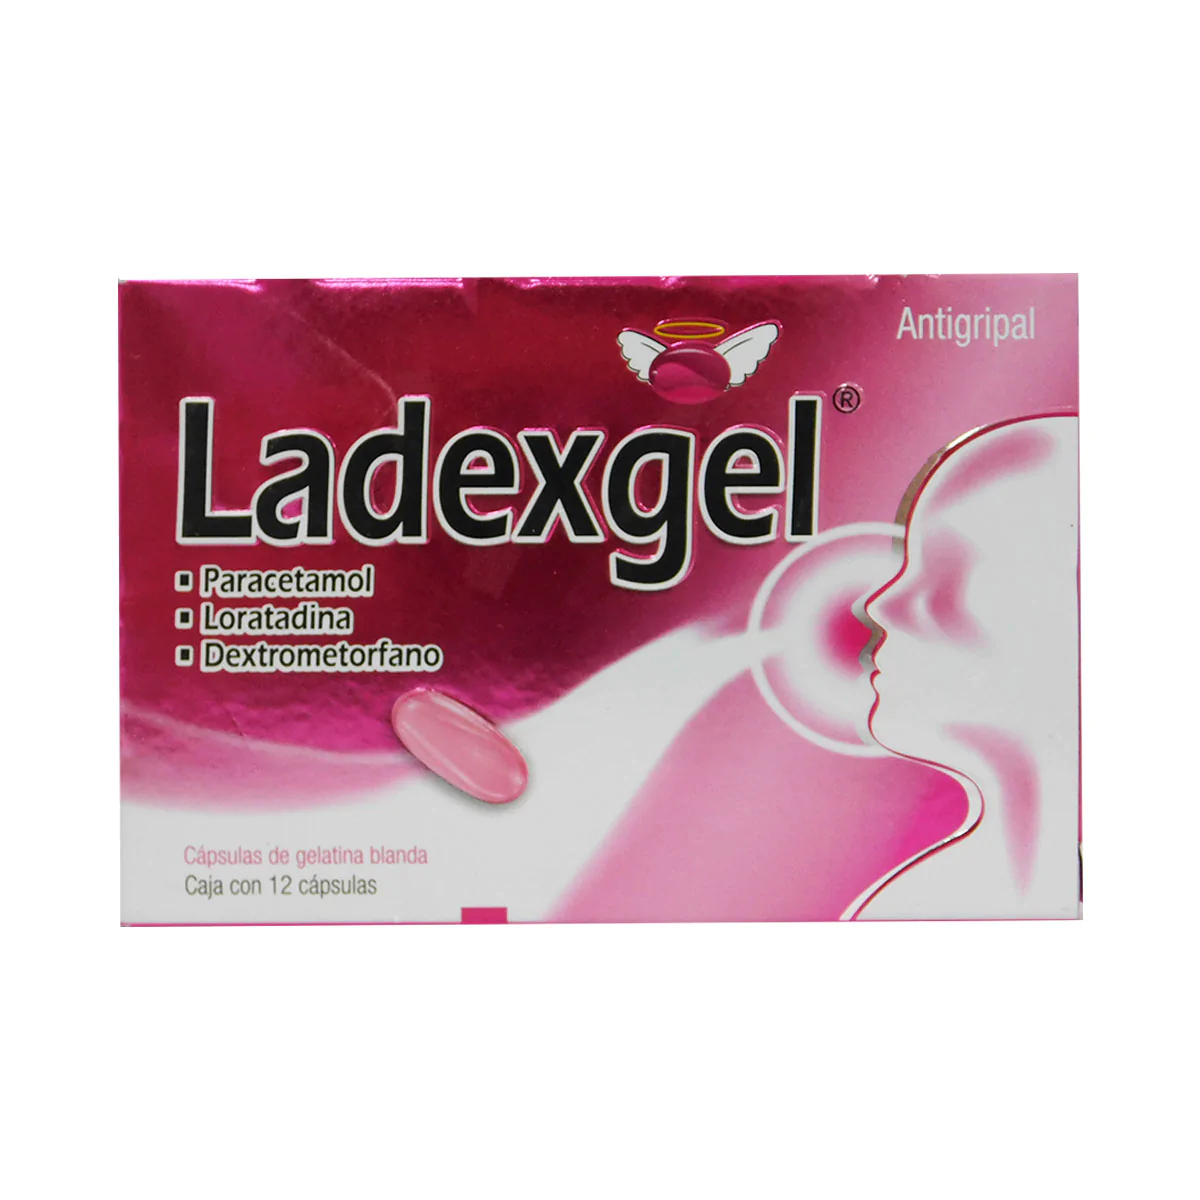 Antigripal
Ladexgel®
▪ Paracetamol
▪ Loratadina
▪ Dextrometorfano
Cápsulas de gelatina blanda
Caja con 12 cápsulas